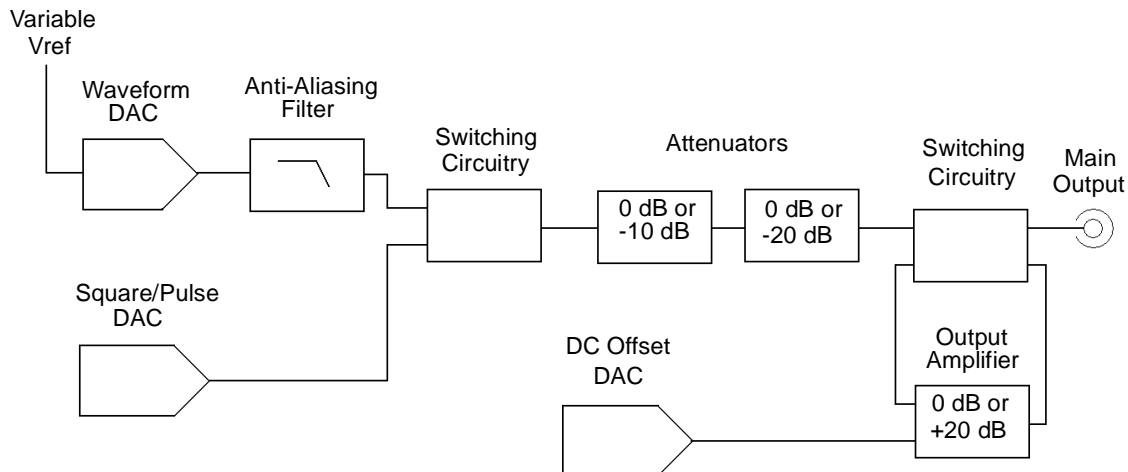 Variable
Vref
Waveform
DAC
Anti-Aliasing
Filter
Switching
Circuitry
Attenuators
Switching
Circuitry
Main
Output
0 dB or
-10 dB
0 dB or
-20 dB
Square/Pulse
DAC
DC Offset
DAC
Output
Amplifier
0 dB or
+20 dB